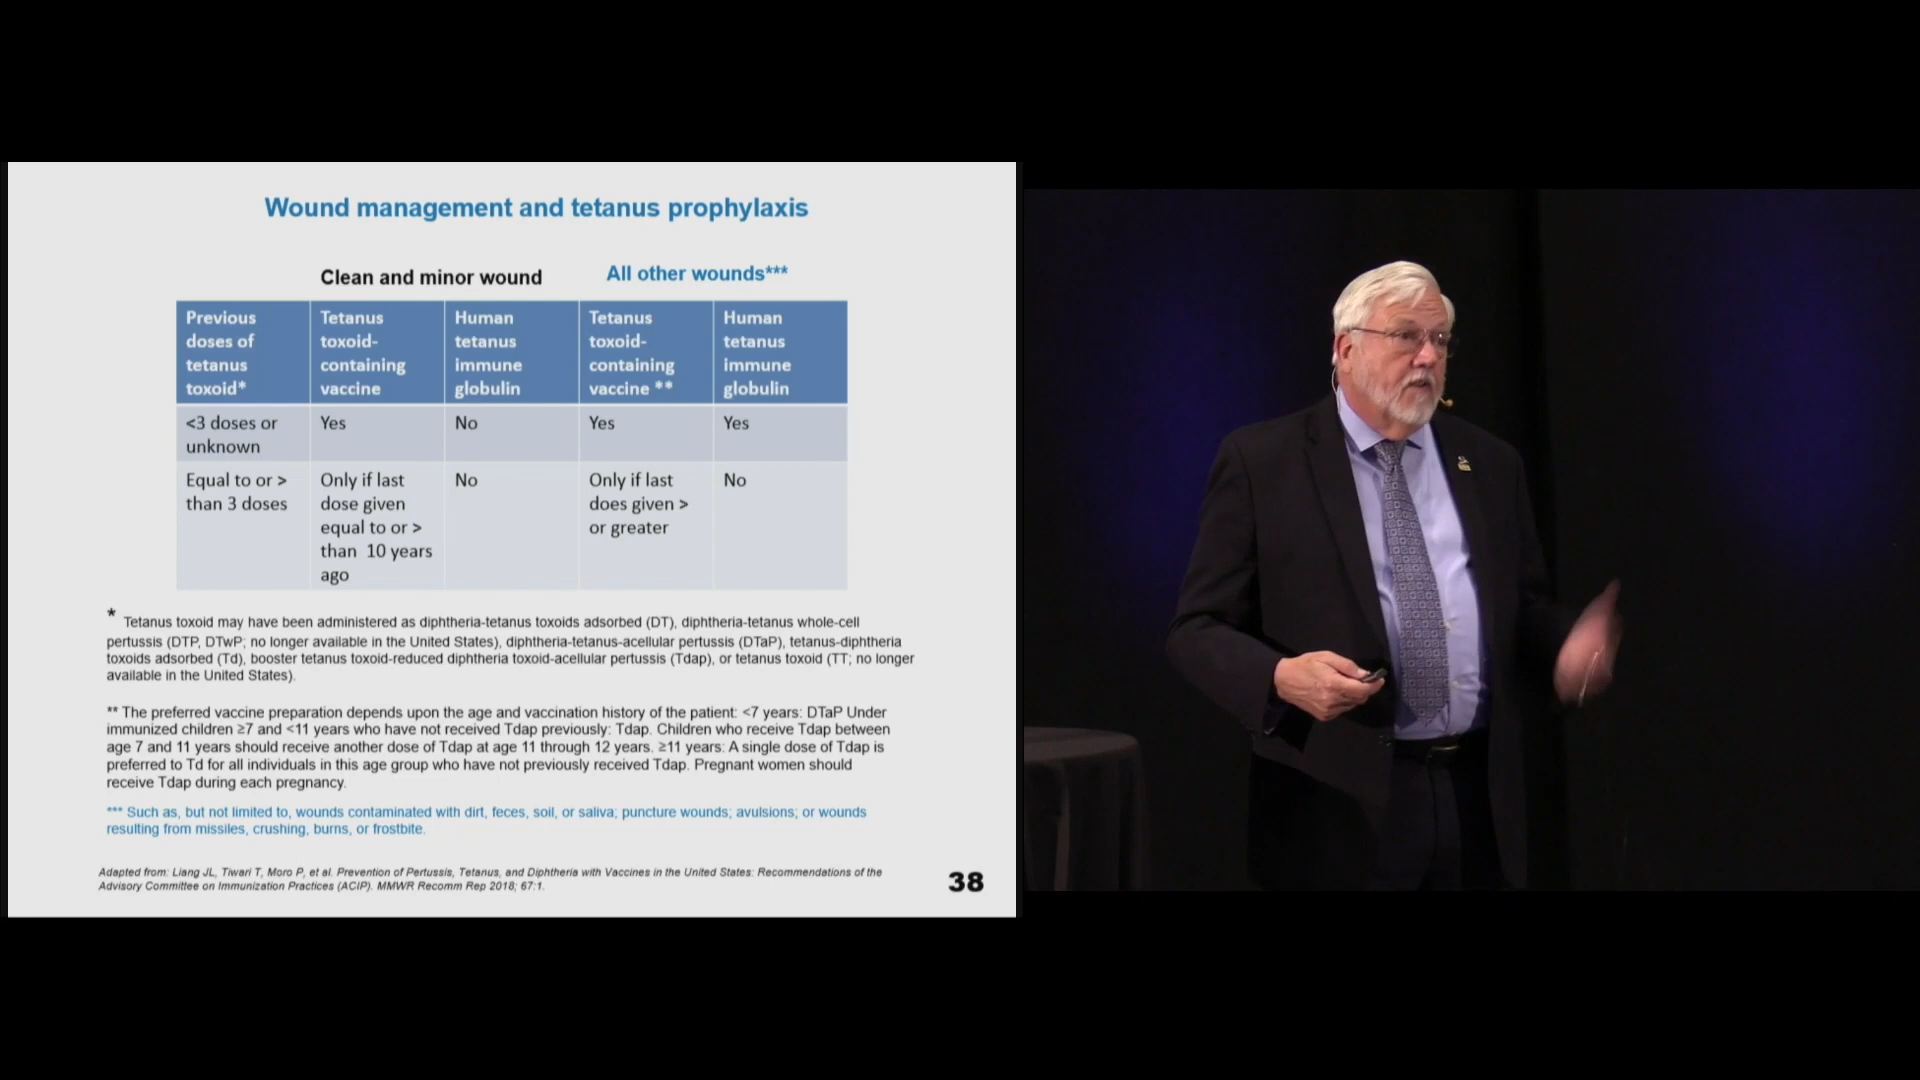 Wound management and tetanus prophylaxis
Clean and minor wound
All other wounds***
Previous doses of tetanus toxoid*
Tetanus toxoid-containing vaccine
Human tetanus immune globulin
Tetanus toxoid-containing vaccine **
Human tetanus immune globulin
<3 doses or unknown
Yes
No
Yes
Yes
Equal to or > than 3 doses
Only if last dose given equal to or > than 10 years ago
No
Only if last does given > or greater
No
* Tetanus toxoid may have been administered as diphtheria-tetanus toxoids adsorbed (DT), diphtheria-tetanus whole-cell
pertussis (DTP, DTwP; no longer available in the United States), diphtheria-tetanus-acellular pertussis (DTaP), tetanus-diphtheria
toxoids adsorbed (Td), booster tetanus toxoid-reduced diphtheria toxoid-acellular pertussis (Tdap), or tetanus toxoid (TT; no longer
available in the United States).
** The preferred vaccine preparation depends upon the age and vaccination history of the patient: <7 years: DTaP Under
immunized children ≥7 and <11 years who have not received Tdap previously: Tdap. Children who receive Tdap between
age 7 and 11 years should receive another dose of Tdap at age 11 through 12 years. ≥11 years: A single dose of Tdap is
preferred to Td for all individuals in this age group who have not previously received Tdap. Pregnant women should
receive Tdap during each pregnancy.
*** Such as, but not limited to, wounds contaminated with dirt, feces, soil, or saliva; puncture wounds; avulsions; or wounds
resulting from missiles, crushing, burns, or frostbite.
Adapted from: Liang JL, Tiwari T, Moro P, et al. Prevention of Pertussis, Tetanus, and Diphtheria with Vaccines in the United States: Recommendations of the
Advisory Committee on Immunization Practices (ACIP). MMWR Recomm Rep 2018; 67:1.
38